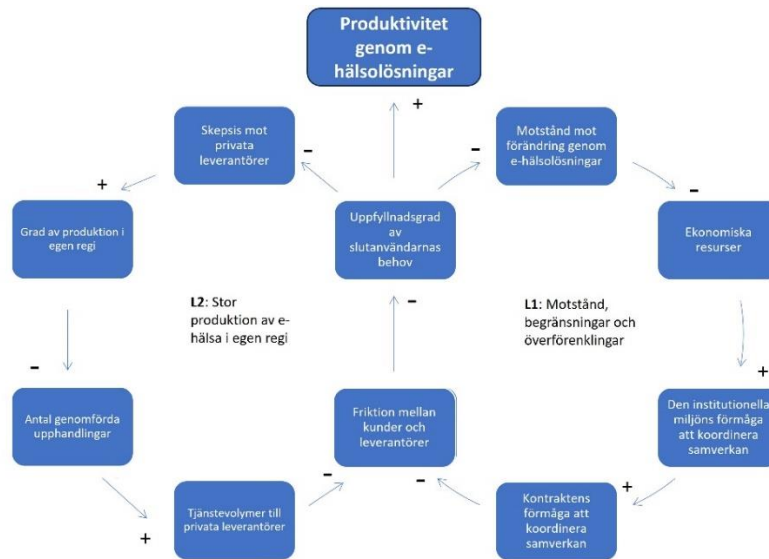 Produktivitet
genom e-
hälsolösningar
+
Skepsis mot
privata
leverantörer
–
–
Motstånd mot
förändring genom
e-hälsolösningar
+
–
Grad av produktion i
egen regi
Uppfyllnadsgrad
av
slutanvändarnas
behov
Ekonomiska
resurser
L2: Stor
produktion av e-
hälsa i egen regi
–
L1: Motstånd,
begränsningar och
överförenklingar
–
+
Antal genomförda
upphandlingar
Friktion mellan
kunder och
leverantörer
Den institutionella
miljöns förmåga
att koordinera
samverkan
–
–
+
+
Tjänstevolymer till
privata leverantörer
Kontraktens
förmåga att
koordinera
samverkan